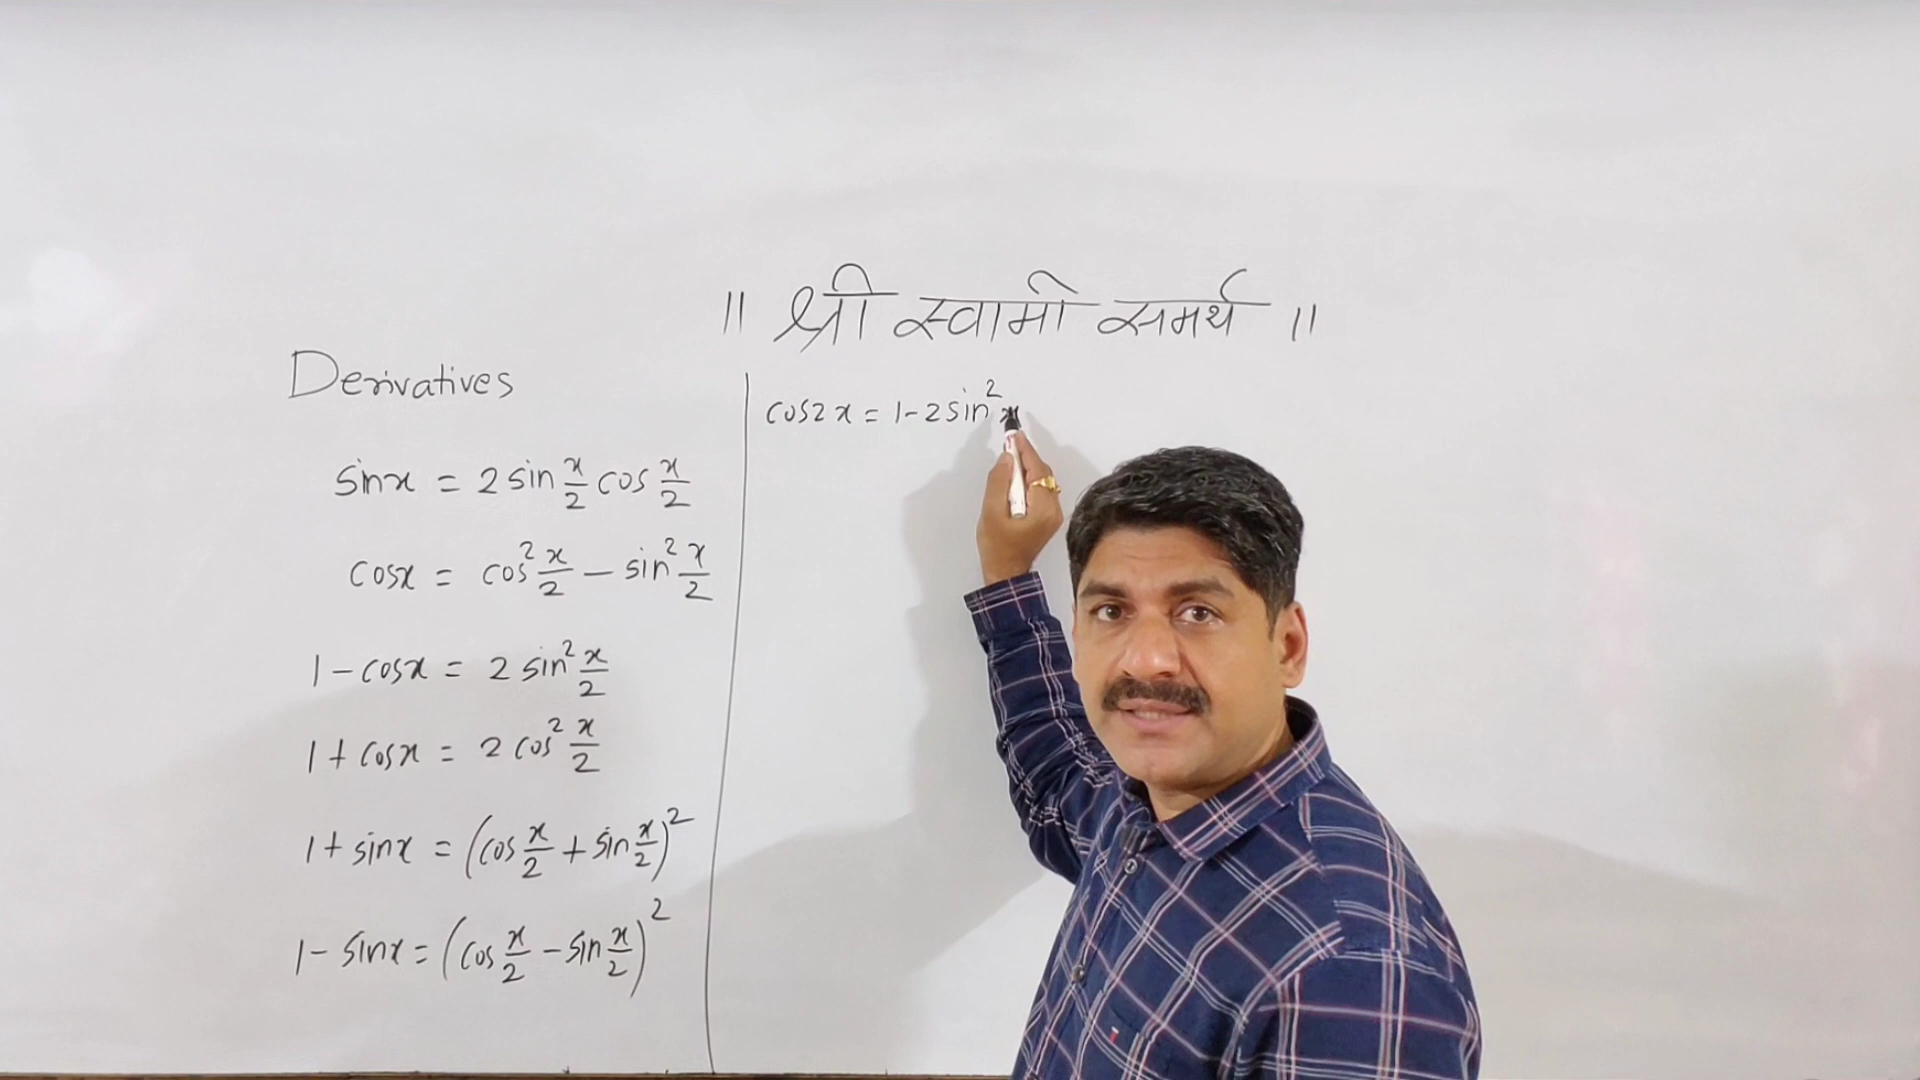 ॥ श्री स्वामी समर्थ ॥
Derivatives
sinx = 2 sin x/2 cos x/2
cosx = cos² x/2 – sin² x/2
1 – cosx = 2 sin² x/2
1 + cosx = 2 cos² x/2
1 + sinx = (cos x/2 + sin x/2)²
1 – sinx = (cos x/2 – sin x/2)²
cos2x = 1 – 2 sin² x